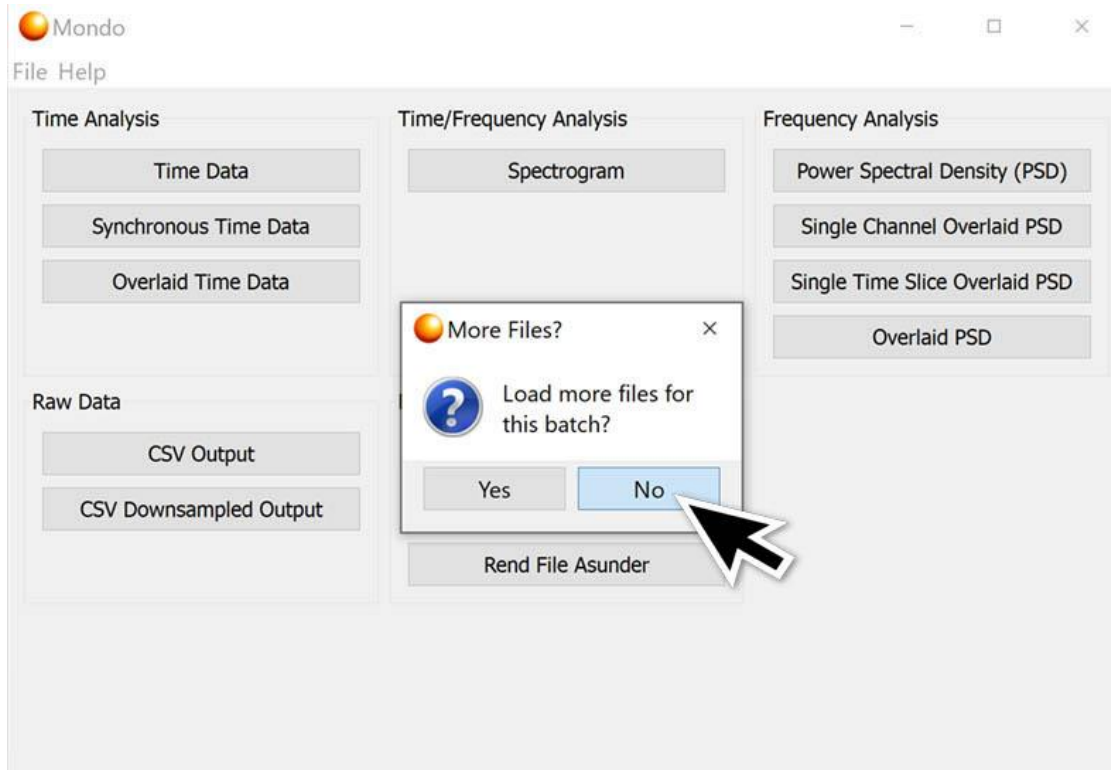 Mondo
File Help
Time Analysis
Time/Frequency Analysis
Frequency Analysis
Time Data
Spectrogram
Power Spectral Density (PSD)
Synchronous Time Data
Single Channel Overlaid PSD
Overlaid Time Data
Single Time Slice Overlaid PSD
Overlaid PSD
More Files?
Load more files for
this batch?
Yes
No
Raw Data
CSV Output
CSV Downsampled Output
Rend File Asunder